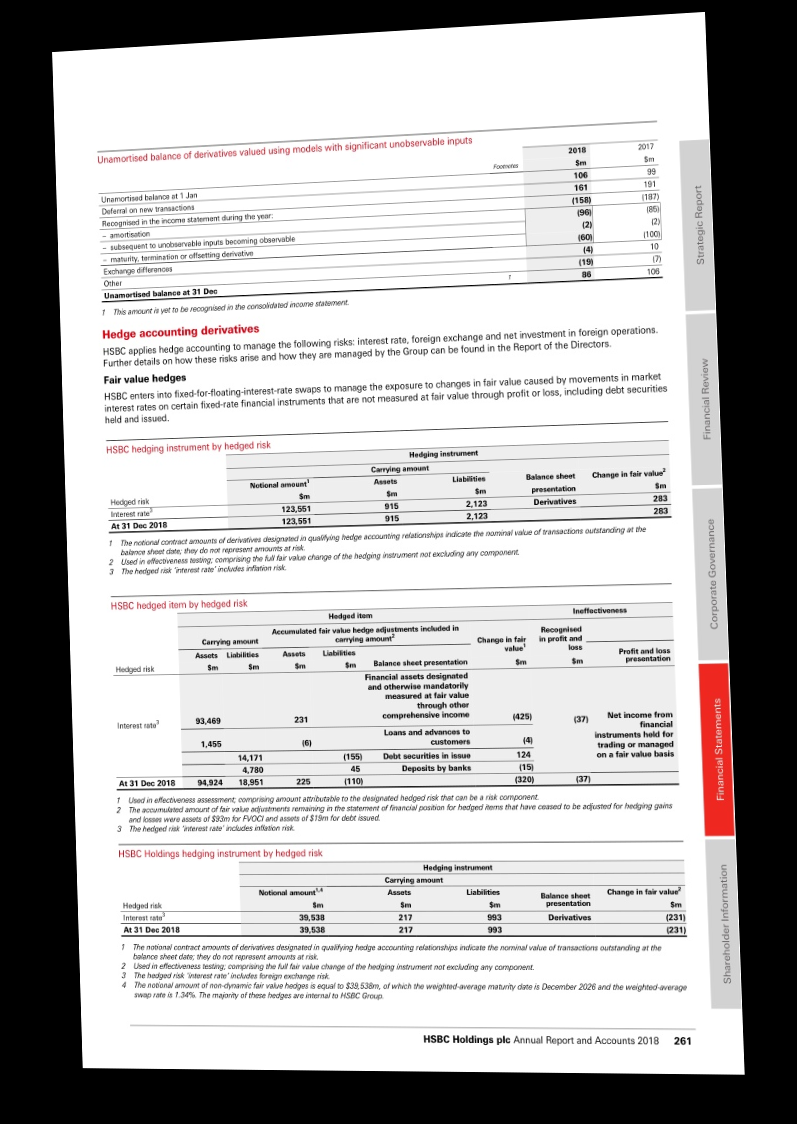 Unamortised balance of derivatives valued using models with significant unobservable inputs
2018 2017
Footnotes $m $m
Unamortised balance at 1 Jan 106 99
Deferral on new transactions 161 191
Recognised in the income statement during the year: (158) (187)
– amortisation (96) (85)
– subsequent to unobservable inputs becoming observable (2) (2)
– maturity, termination or offsetting derivative (60) (100)
Exchange differences (4) 10
Other (19) (7)
Unamortised balance at 31 Dec 1 86 106
1 This amount is yet to be recognised in the consolidated income statement.
Hedge accounting derivatives
HSBC applies hedge accounting to manage the following risks: interest rate, foreign exchange and net investment in foreign operations.
Further details on how these risks arise and how they are managed by the Group can be found in the Report of the Directors.
Fair value hedges
HSBC enters into fixed-for-floating-interest-rate swaps to manage the exposure to changes in fair value caused by movements in market
interest rates on certain fixed-rate financial instruments that are not measured at fair value through profit or loss, including debt securities
held and issued.
HSBC hedging instrument by hedged risk
Hedging instrument
Carrying amount
Notional amount1 Assets Liabilities Balance sheet presentation Change in fair value2
Hedged risk $m $m $m $m
Interest rate3 123,551 915 2,123 Derivatives 283
At 31 Dec 2018 123,551 915 2,123 283
1 The notional contract amounts of derivatives designated in qualifying hedge accounting relationships indicate the nominal value of transactions outstanding at the
balance sheet date; they do not represent amounts at risk.
2 Used in effectiveness testing; comprising the full fair value change of the hedging instrument not excluding any component.
3 The hedged risk 'interest rate' includes inflation risk.
HSBC hedged item by hedged risk
Hedged item Ineffectiveness
Carrying amount Accumulated fair value hedge adjustments included in carrying amount2 Change in fair value1 Recognised in profit and loss Profit and loss presentation
Assets Liabilities Assets Liabilities
Hedged risk $m $m $m $m Balance sheet presentation $m $m
Financial assets designated
and otherwise mandatorily
measured at fair value
through other
Interest rate3 93,469 231 comprehensive income (425) (37) Net income from
financial
instruments held for
trading or managed
on a fair value basis
1,455 (6) Loans and advances to customers (4)
14,171 (155) Debt securities in issue 124
4,780 45 Deposits by banks (15)
At 31 Dec 2018 94,924 18,951 225 (110) (320) (37)
1 Used in effectiveness assessment; comprising amount attributable to the designated hedged risk that can be a risk component.
2 The accumulated amount of fair value adjustments remaining in the statement of financial position for hedged items that have ceased to be adjusted for hedging gains
and losses were assets of $93m for FVOCI and assets of $19m for debt issued.
3 The hedged risk 'interest rate' includes inflation risk.
HSBC Holdings hedging instrument by hedged risk
Hedging instrument
Carrying amount
Notional amount1,4 Assets Liabilities Balance sheet presentation Change in fair value2
Hedged risk $m $m $m $m
Interest rate3 39,538 217 993 Derivatives (231)
At 31 Dec 2018 39,538 217 993 (231)
1 The notional contract amounts of derivatives designated in qualifying hedge accounting relationships indicate the nominal value of transactions outstanding at the
balance sheet date; they do not represent amounts at risk.
2 Used in effectiveness testing; comprising the full fair value change of the hedging instrument not excluding any component.
3 The hedged risk 'interest rate' includes foreign exchange risk.
4 The notional amount of non-dynamic fair value hedges is equal to $39,538m, of which the weighted-average maturity date is December 2026 and the weighted-average
swap rate is 1.34%. The majority of these hedges are internal to HSBC Group.
HSBC Holdings plc Annual Report and Accounts 2018 261
Strategic Report
Financial Review
Corporate Governance
Financial Statements
Shareholder Information